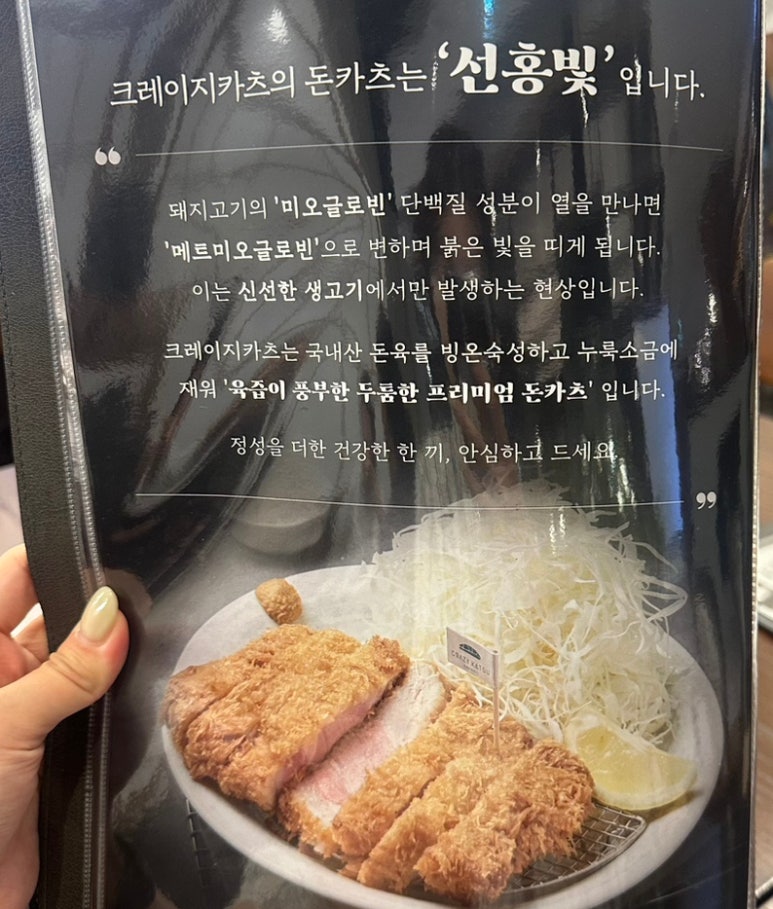 크레이지카츠의 돈카츠는 '선홍빛'입니다.
“
돼지고기의 '미오글로빈' 단백질 성분이 열을 만나면
'메트미오글로빈'으로 변하며 붉은 빛을 띠게 됩니다.
이는 신선한 생고기에서만 발생하는 현상입니다.
크레이지카츠는 국내산 돈육를 빙온숙성하고 누룩소금에
재워 '육즙이 풍부한 두툼한 프리미엄 돈카츠' 입니다.
정성을 더한 건강한 한 끼, 안심하고 드세요.
”
CRAZY KATSU